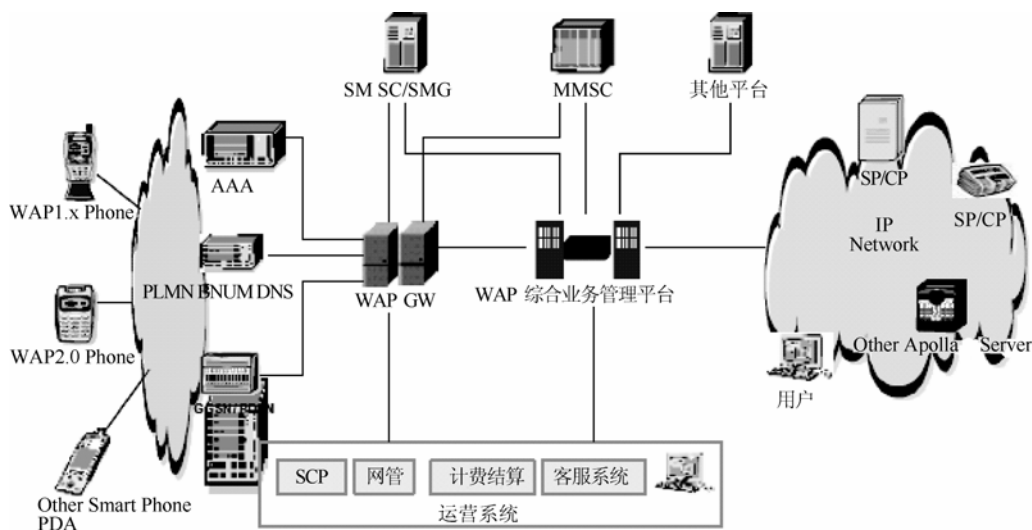 SM SC/SMG
MMSC
其他平台
AAA
SP/CP
SP/CP
WAP1.x Phone
IP
Network
PLMN BNUM DNS
WAP GW
WAP 综合业务管理平台
WAP2.0 Phone
Other Apolla Server
用户
GGSN/PDSN
SCP
网管
计费结算
客服系统
运营系统
Other Smart Phone
PDA